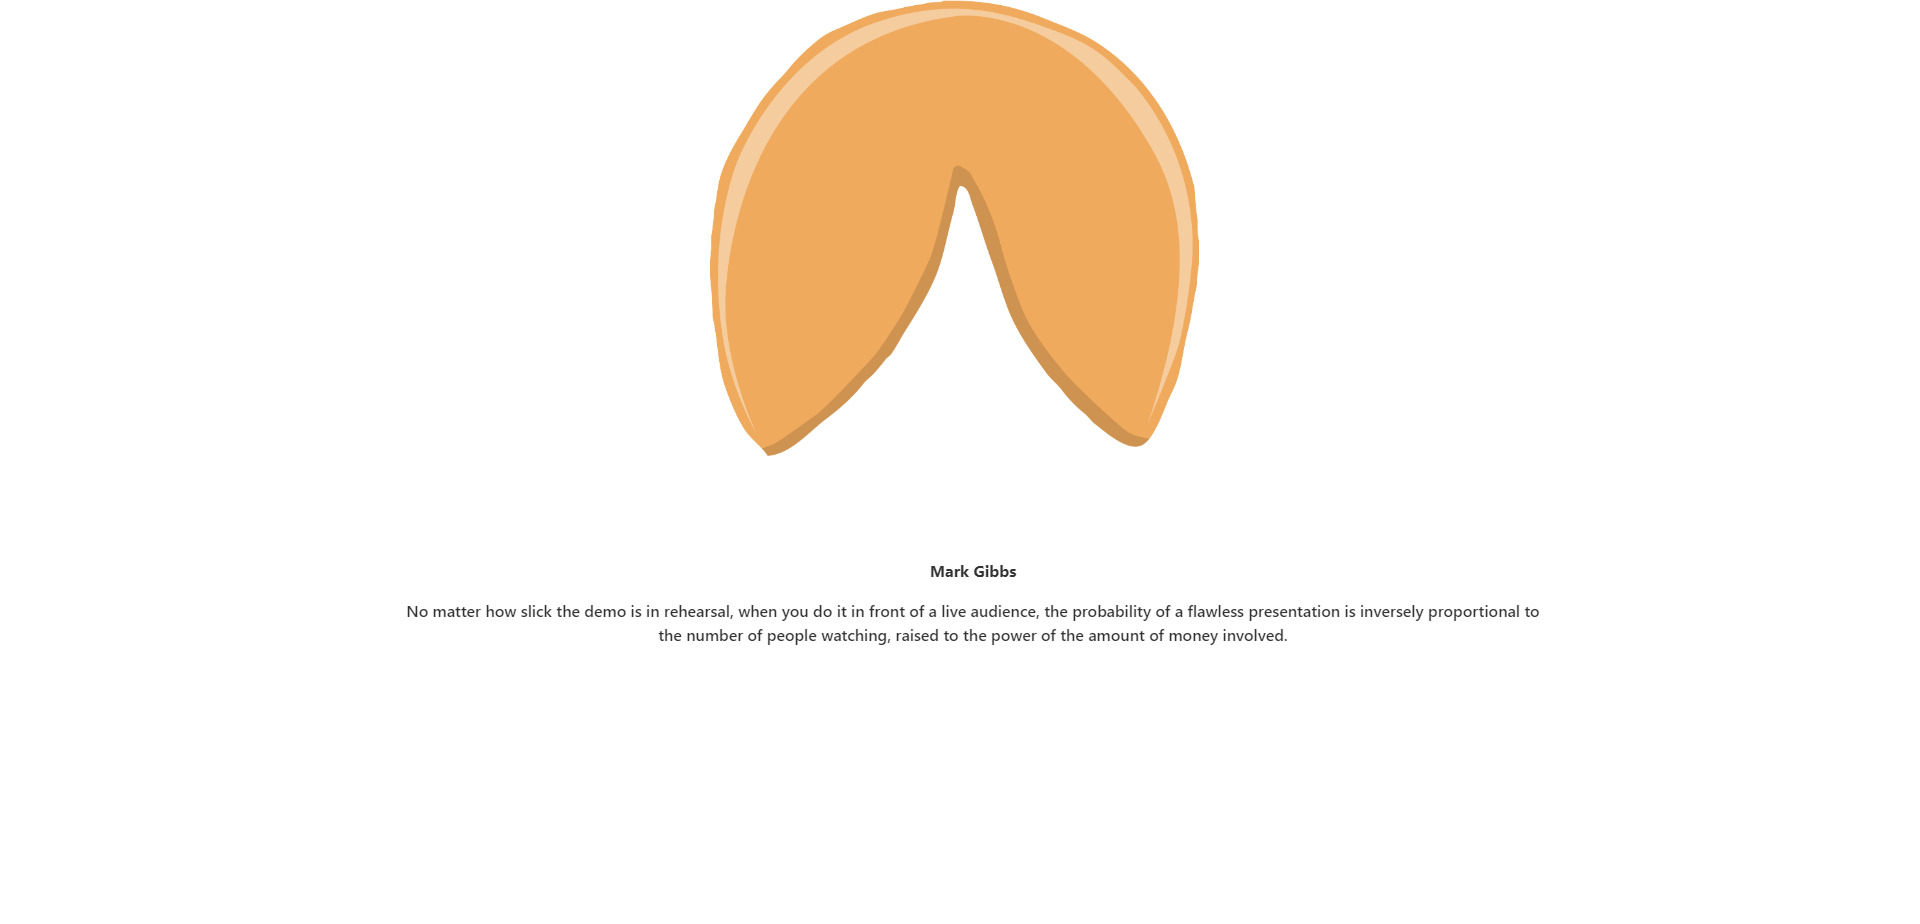 Mark Gibbs
No matter how slick the demo is in rehearsal, when you do it in front of a live audience, the probability of a flawless presentation is inversely proportional to
the number of people watching, raised to the power of the amount of money involved.